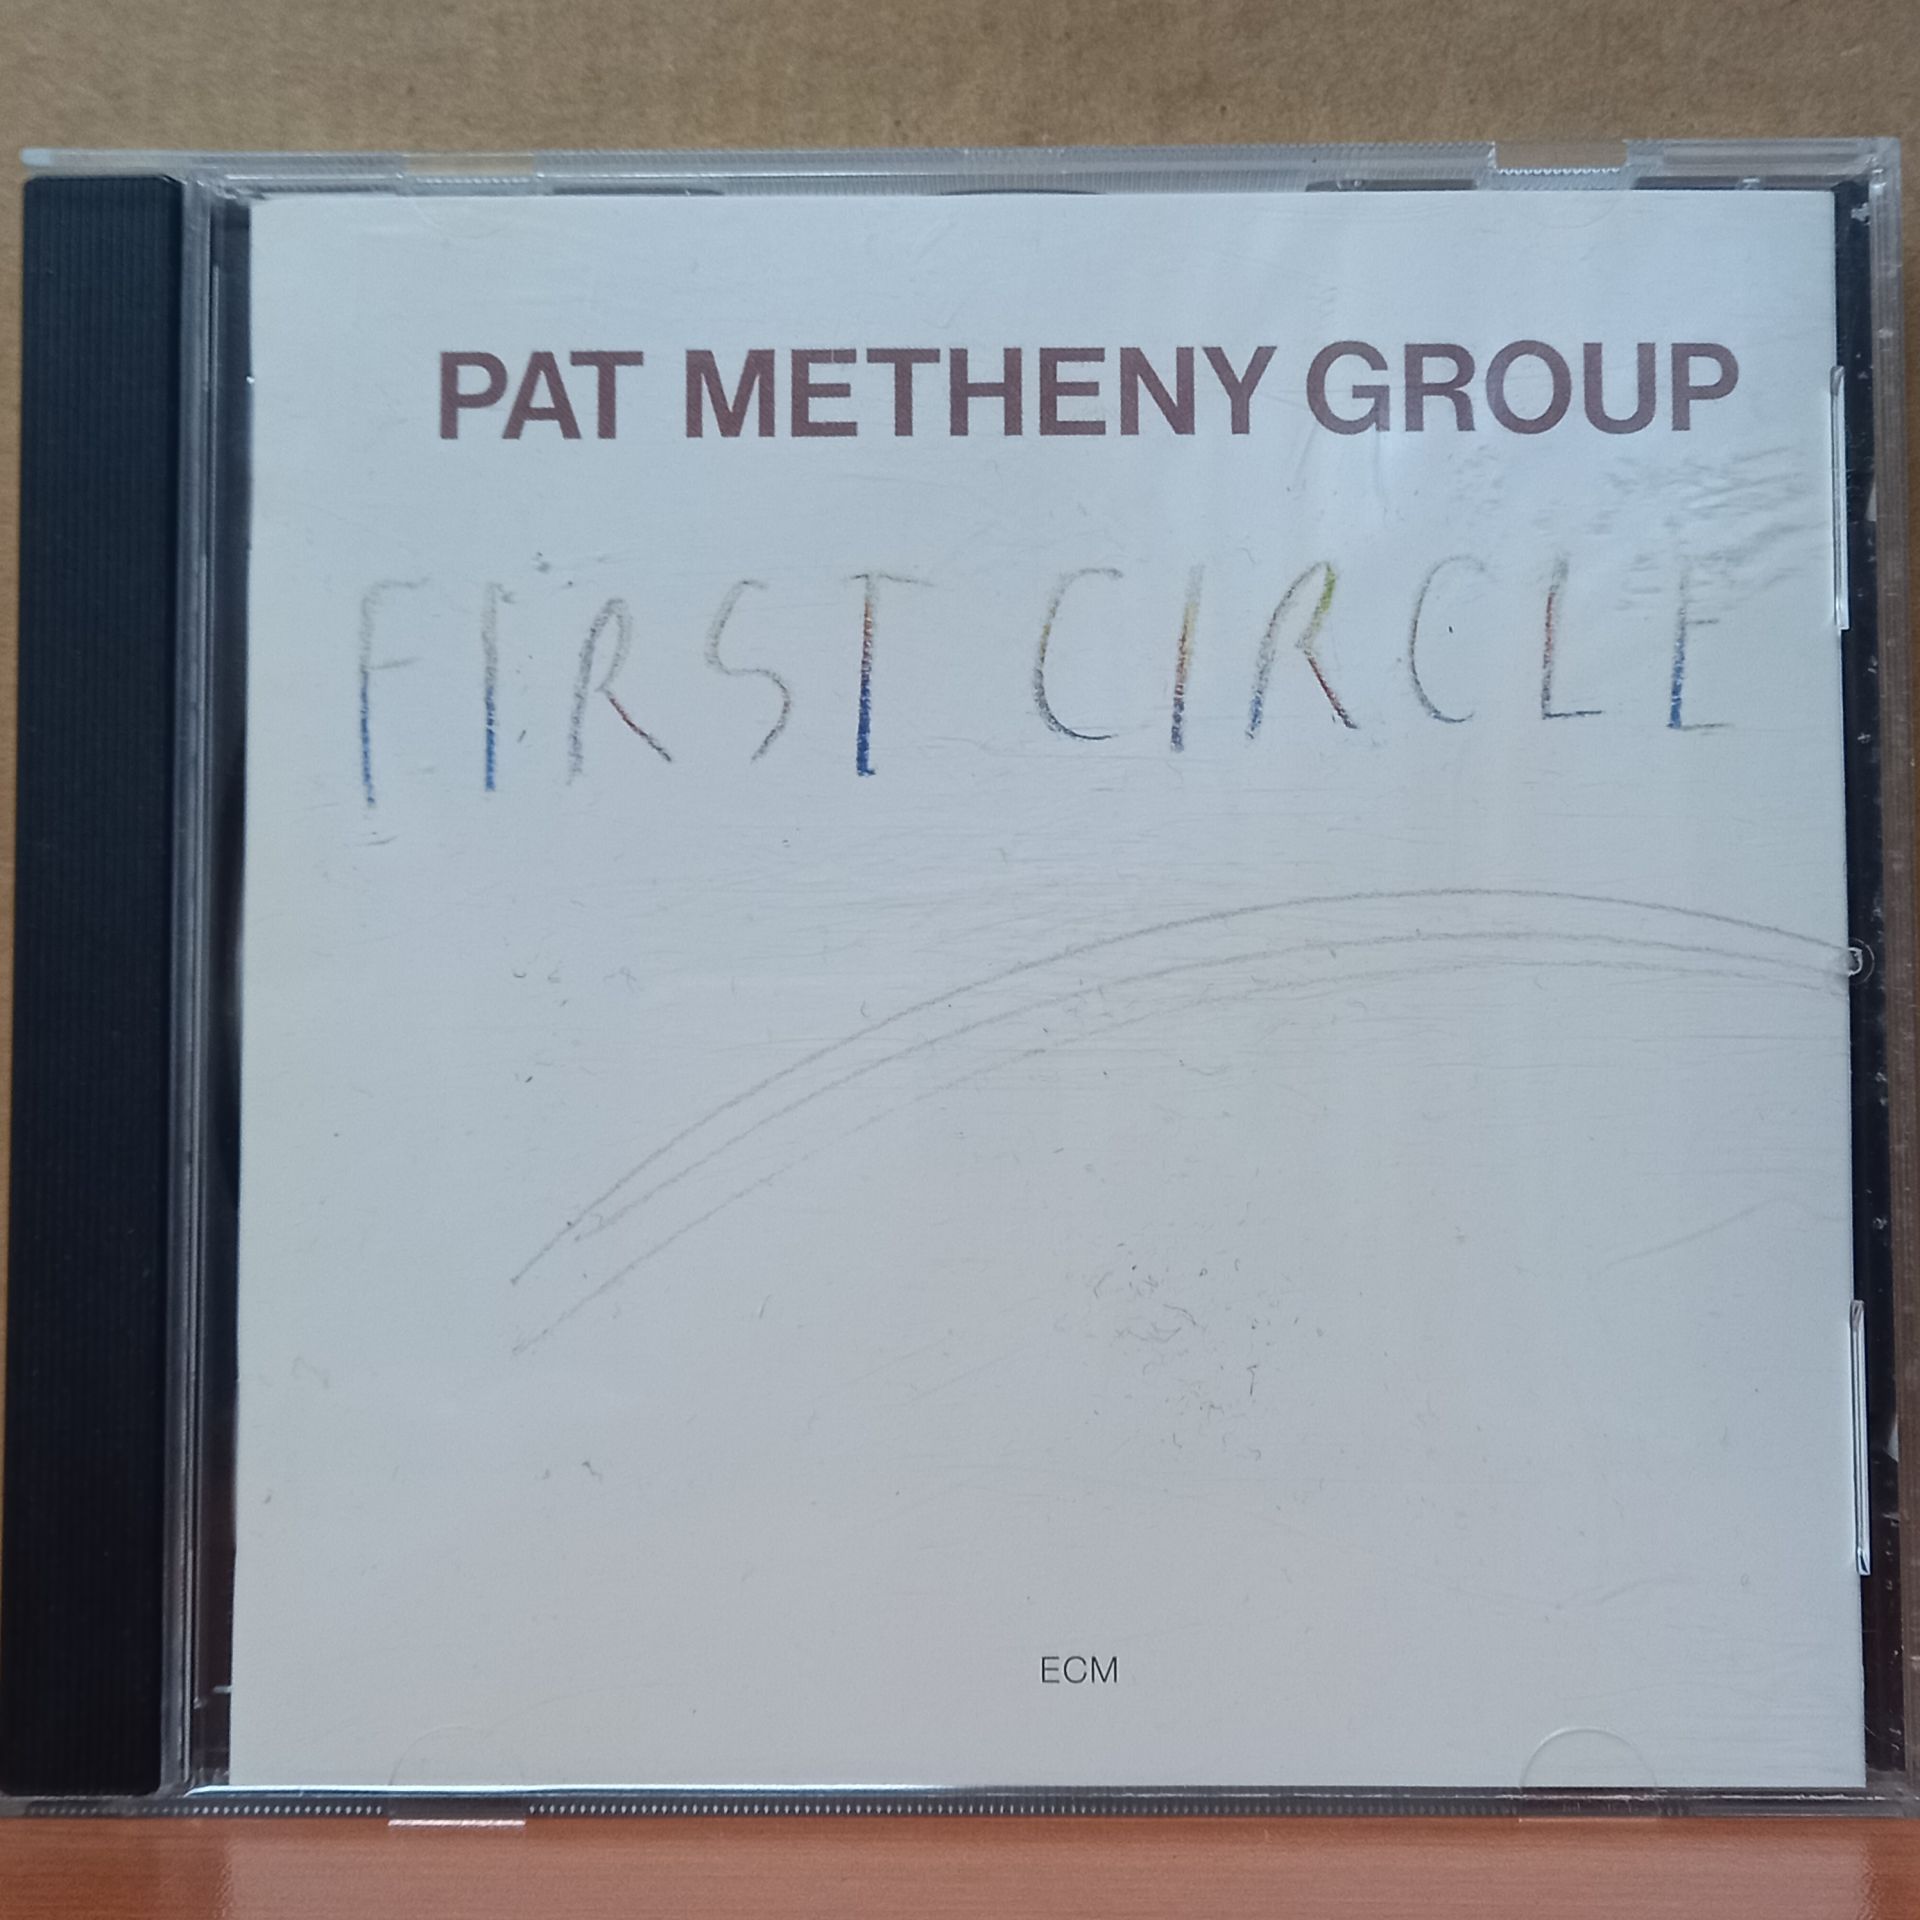 PAT METHENY GROUP
FIRST CIRCLE
ECM